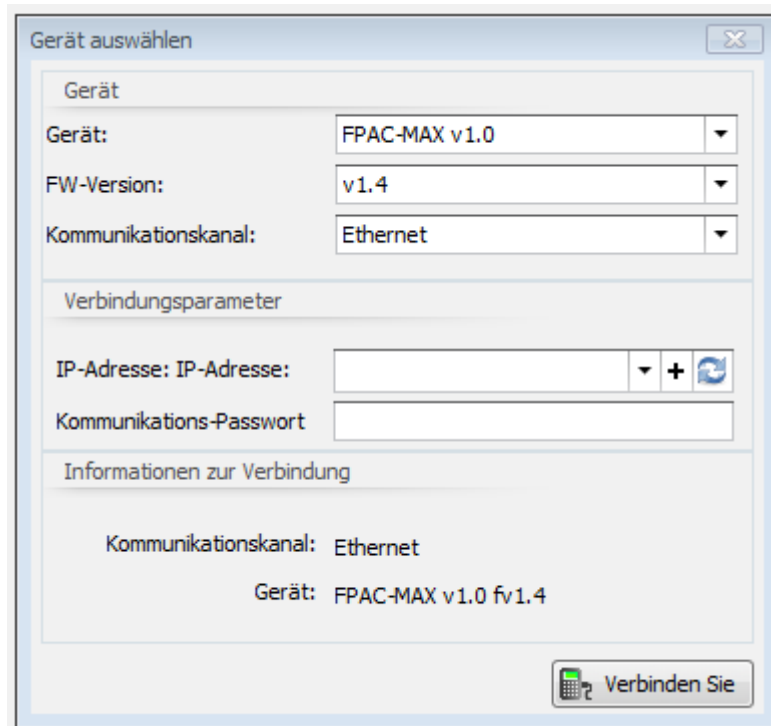 Gerät auswählen
Gerät
Gerät: FPAC-MAX v1.0
FW-Version: v1.4
Kommunikationskanal: Ethernet
Verbindungsparameter
IP-Adresse: IP-Adresse:
Kommunikations-Passwort
Informationen zur Verbindung
Kommunikationskanal: Ethernet
Gerät: FPAC-MAX v1.0 fv1.4
Verbinden Sie